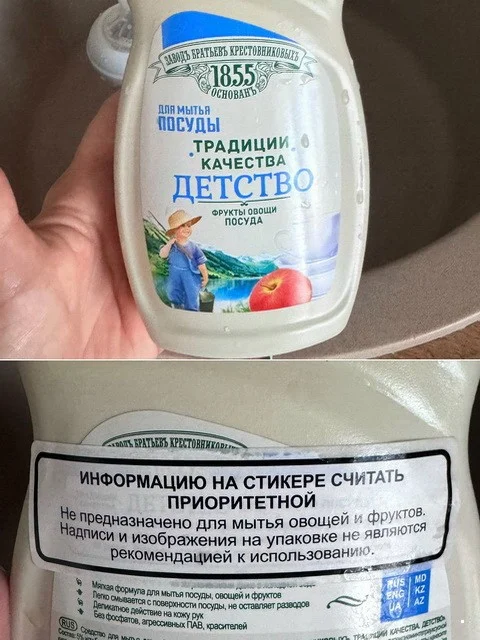 ЗАВОДЪ БРАТЬЕВЪ КРЕСТОВНИКОВЫХЪ
1855
ОСНОВАНЪ
ДЛЯ МЫТЬЯ
ПОСУДЫ
ТРАДИЦИИ
КАЧЕСТВА
ДЕТСТВО
ФРУКТЫ ОВОЩИ
ПОСУДА
ЗАВОДЪ БРАТЬЕВЪ КРЕСТОВНИКОВЫХЪ
ИНФОРМАЦИЮ НА СТИКЕРЕ СЧИТАТЬ
ПРИОРИТЕТНОЙ
Не предназначено для мытья овощей и фруктов.
Надписи и изображения на упаковке не являются
рекомендацией к использованию.
Мягкая формула для мытья посуды, овощей и фруктов
Легко смывается с поверхности посуды, не оставляет разводов
Деликатное действие на кожу рук
Без фосфатов, агрессивных ПАВ, красителей
RUS MD
ENG KZ
UA AZ
RUS Средство для